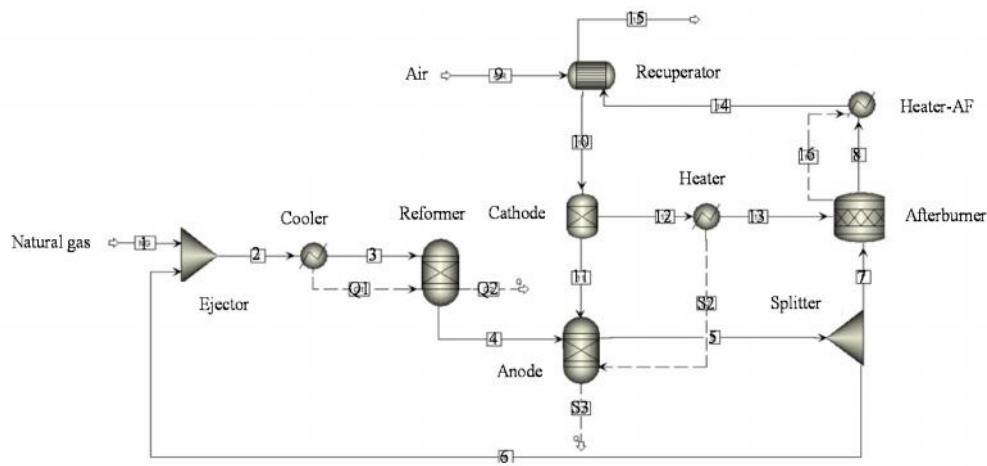 15
Air
9
Recuperator
14
Heater-AF
10
16
8
Heater
Cooler
Reformer
Cathode
12
13
Afterburner
Natural gas
1
2
3
Q1
Q2
11
7
Ejector
S2
Splitter
4
5
Anode
S3
6